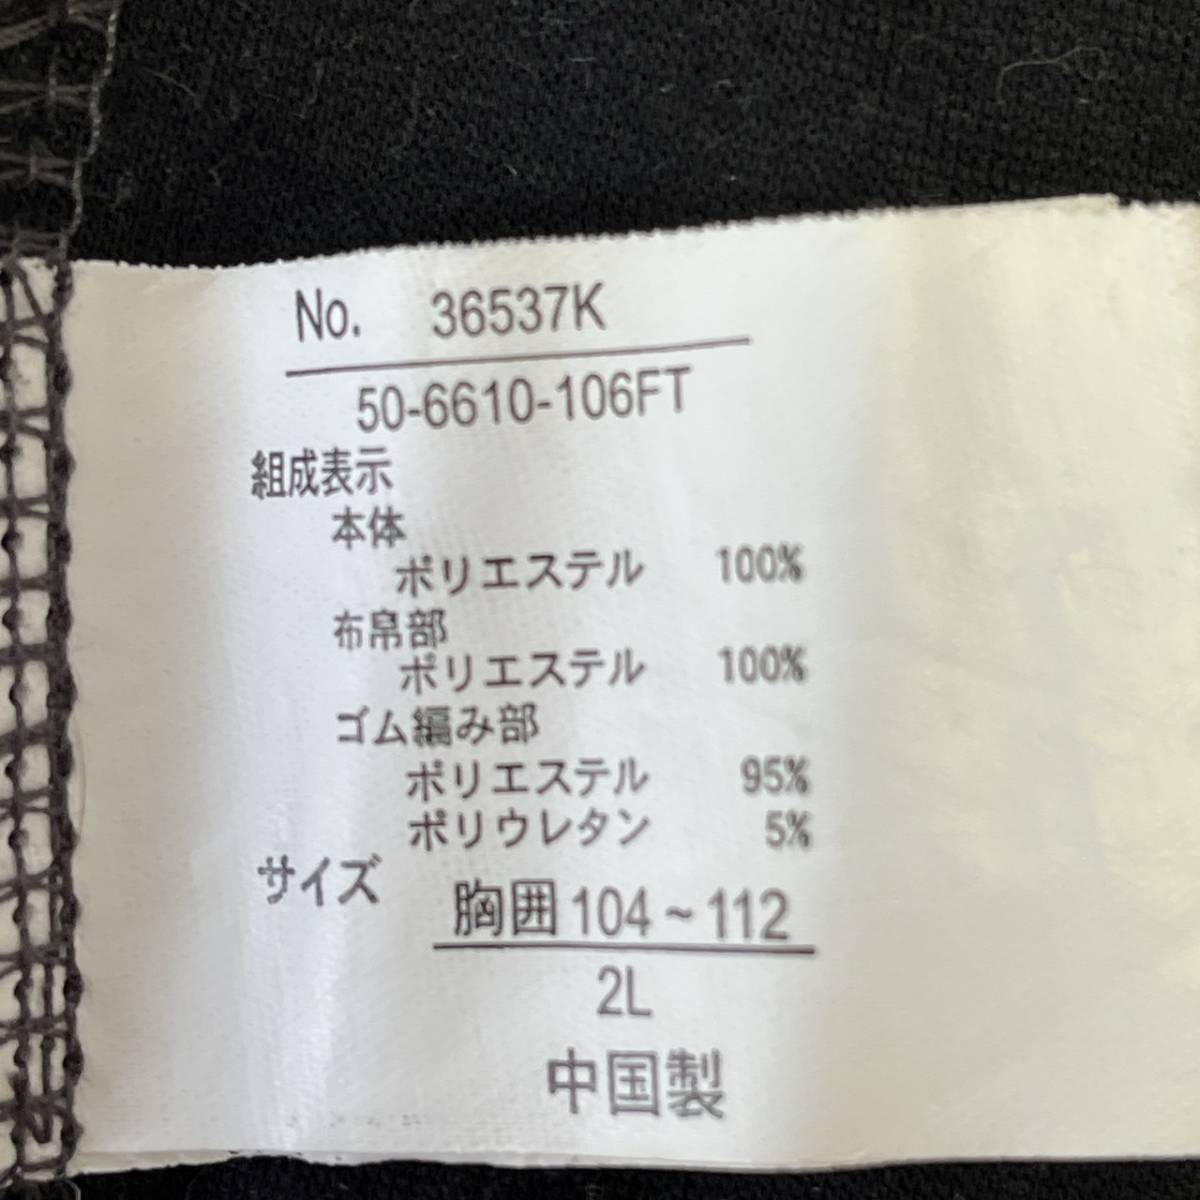 No. 36537K
50-6610-106FT
組成表示
本体
ポリエステル 100%
布帛部
ポリエステル 100%
ゴム編み部
ポリエステル 95%
ポリウレタン 5%
サイズ
胸囲 104~112
2L
中国製